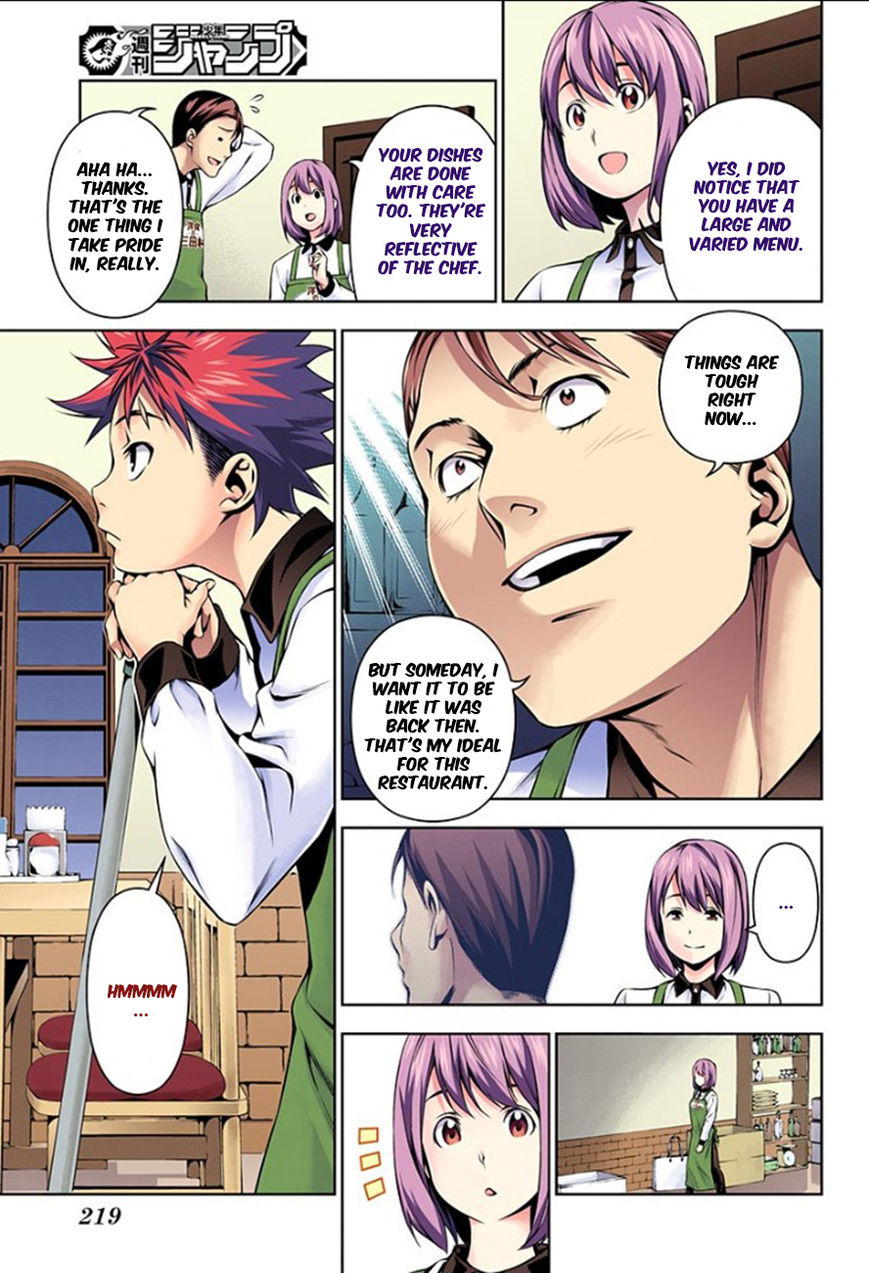 週刊
少年
ジャンプ
YES, I DID
NOTICE THAT
YOU HAVE A
LARGE AND
VARIED MENU.
YOUR DISHES
ARE DONE
WITH CARE
TOO. THEY'RE
VERY
REFLECTIVE
OF THE CHEF.
AHA HA...
THANKS.
THAT'S THE
ONE THING I
TAKE PRIDE
IN, REALLY.
THINGS ARE
TOUGH
RIGHT
NOW...
BUT SOMEDAY, I
WANT IT TO BE
LIKE IT WAS
BACK THEN.
THAT'S MY IDEAL
FOR THIS
RESTAURANT.
HMMMM
...
...
219